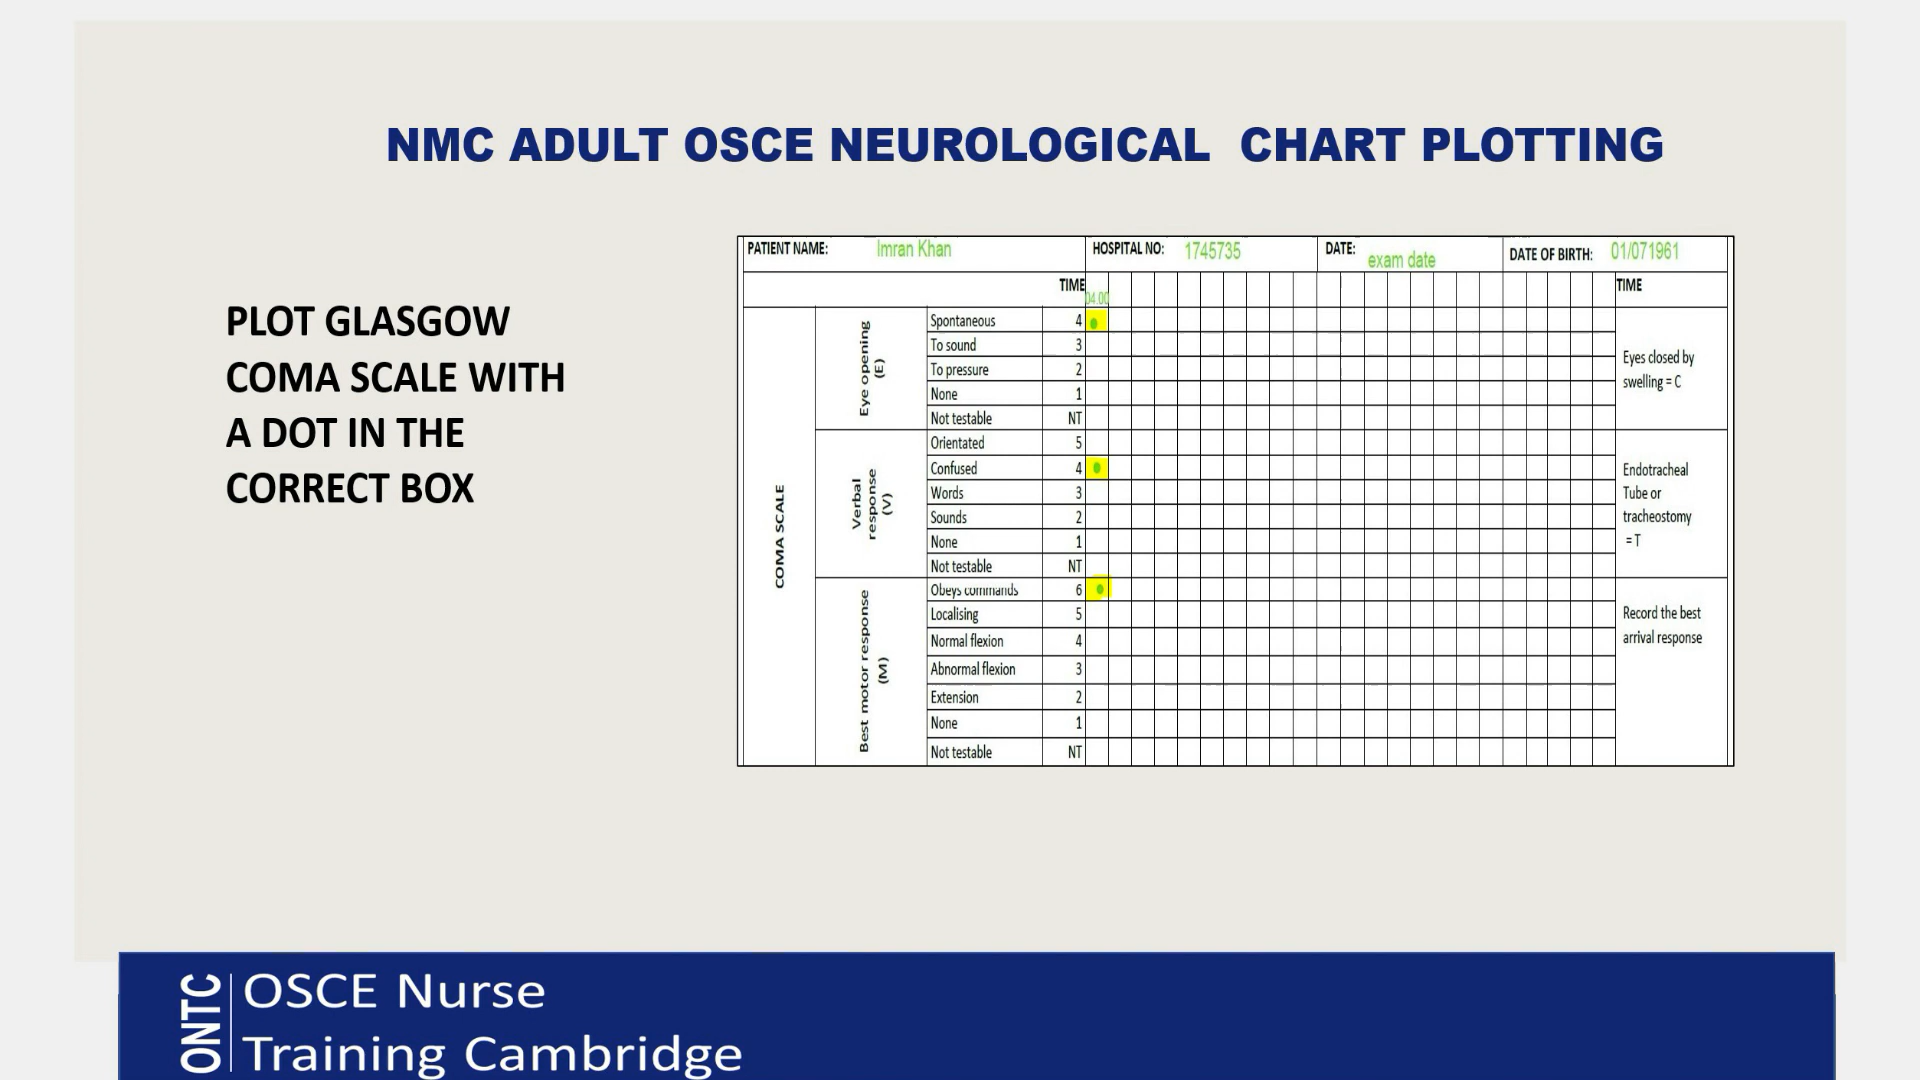 NMC ADULT OSCE NEUROLOGICAL CHART PLOTTING
PLOT GLASGOW
COMA SCALE WITH
A DOT IN THE
CORRECT BOX
PATIENT NAME: Imran Khan HOSPITAL NO: 1745735 DATE: exam date DATE OF BIRTH: 01/071961
TIME 04.00 TIME
COMA SCALE
Eye opening
(E)
Spontaneous 4
To sound 3
To pressure 2
None 1
Not testable NT
Eyes closed by
swelling = C
Verbal
response
(V)
Orientated 5
Confused 4
Words 3
Sounds 2
None 1
Not testable NT
Endotracheal
Tube or
tracheostomy
= T
Best motor response
(M)
Obeys commands 6
Localising 5
Normal flexion 4
Abnormal flexion 3
Extension 2
None 1
Not testable NT
Record the best
arrival response
ONTC
OSCE Nurse
Training Cambridge